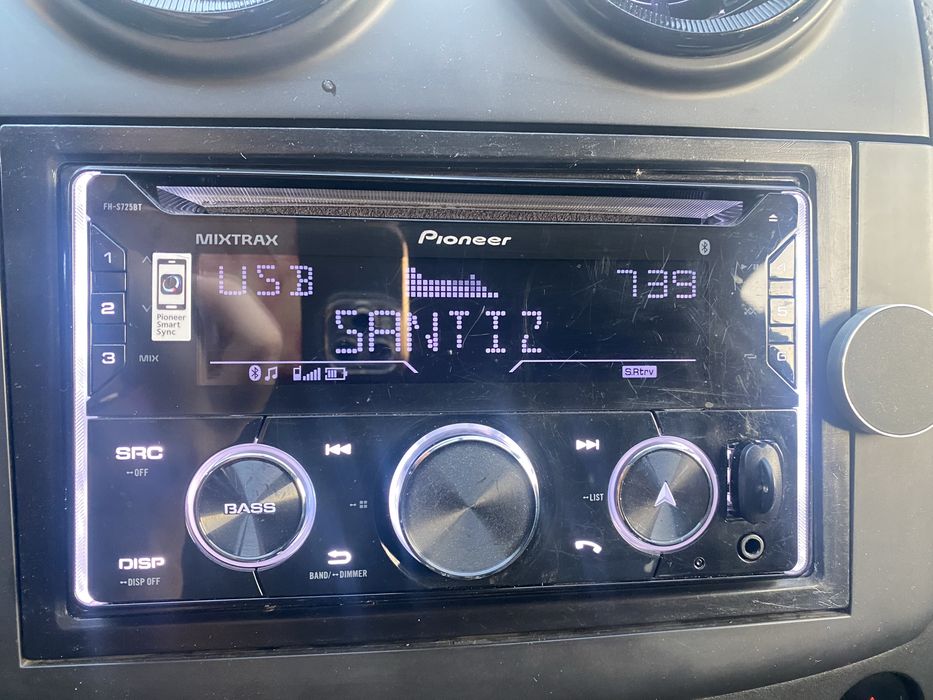 FH-S725BT
MIXTRAX
Pioneer
1
2
3
MIX
Pioneer
Smart
Sync
USB
739
SANTIZ
S.Rtrv
5
6
SRC
OFF
BASS
LIST
DISP
DISP OFF
BAND/ DIMMER